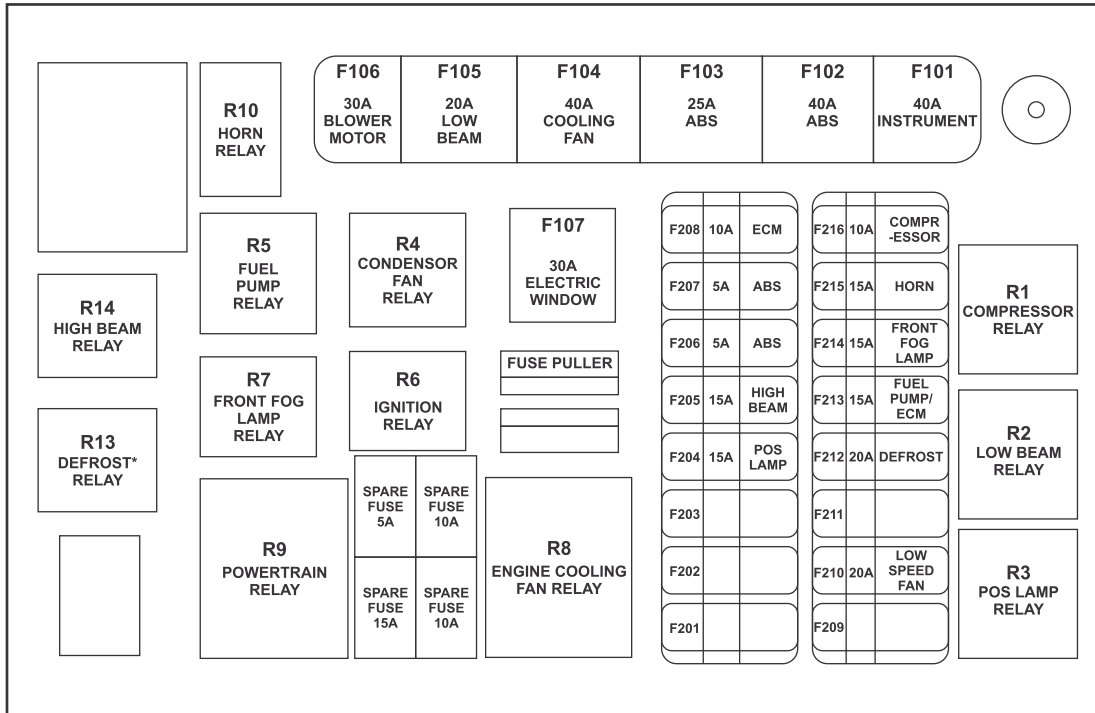 F106
30A
BLOWER
MOTOR
F105
20A
LOW
BEAM
F104
40A
COOLING
FAN
F103
25A
ABS
F102
40A
ABS
F101
40A
INSTRUMENT
R10
HORN
RELAY
R5
FUEL
PUMP
RELAY
R4
CONDENSOR
FAN
RELAY
F107
30A
ELECTRIC
WINDOW
R14
HIGH BEAM
RELAY
R7
FRONT FOG
LAMP
RELAY
R6
IGNITION
RELAY
FUSE PULLER
R13
DEFROST*
RELAY
R9
POWERTRAIN
RELAY
SPARE
FUSE
5A
SPARE
FUSE
10A
SPARE
FUSE
15A
SPARE
FUSE
10A
R8
ENGINE COOLING
FAN RELAY
F208 10A ECM
F207 5A ABS
F206 5A ABS
F205 15A HIGH
BEAM
F204 15A POS
LAMP
F203
F202
F201
F216 10A COMPR
-ESSOR
F215 15A HORN
F214 15A FRONT
FOG
LAMP
F213 15A FUEL
PUMP/
ECM
F212 20A DEFROST
F211
F210 20A LOW
SPEED
FAN
F209
R1
COMPRESSOR
RELAY
R2
LOW BEAM
RELAY
R3
POS LAMP
RELAY